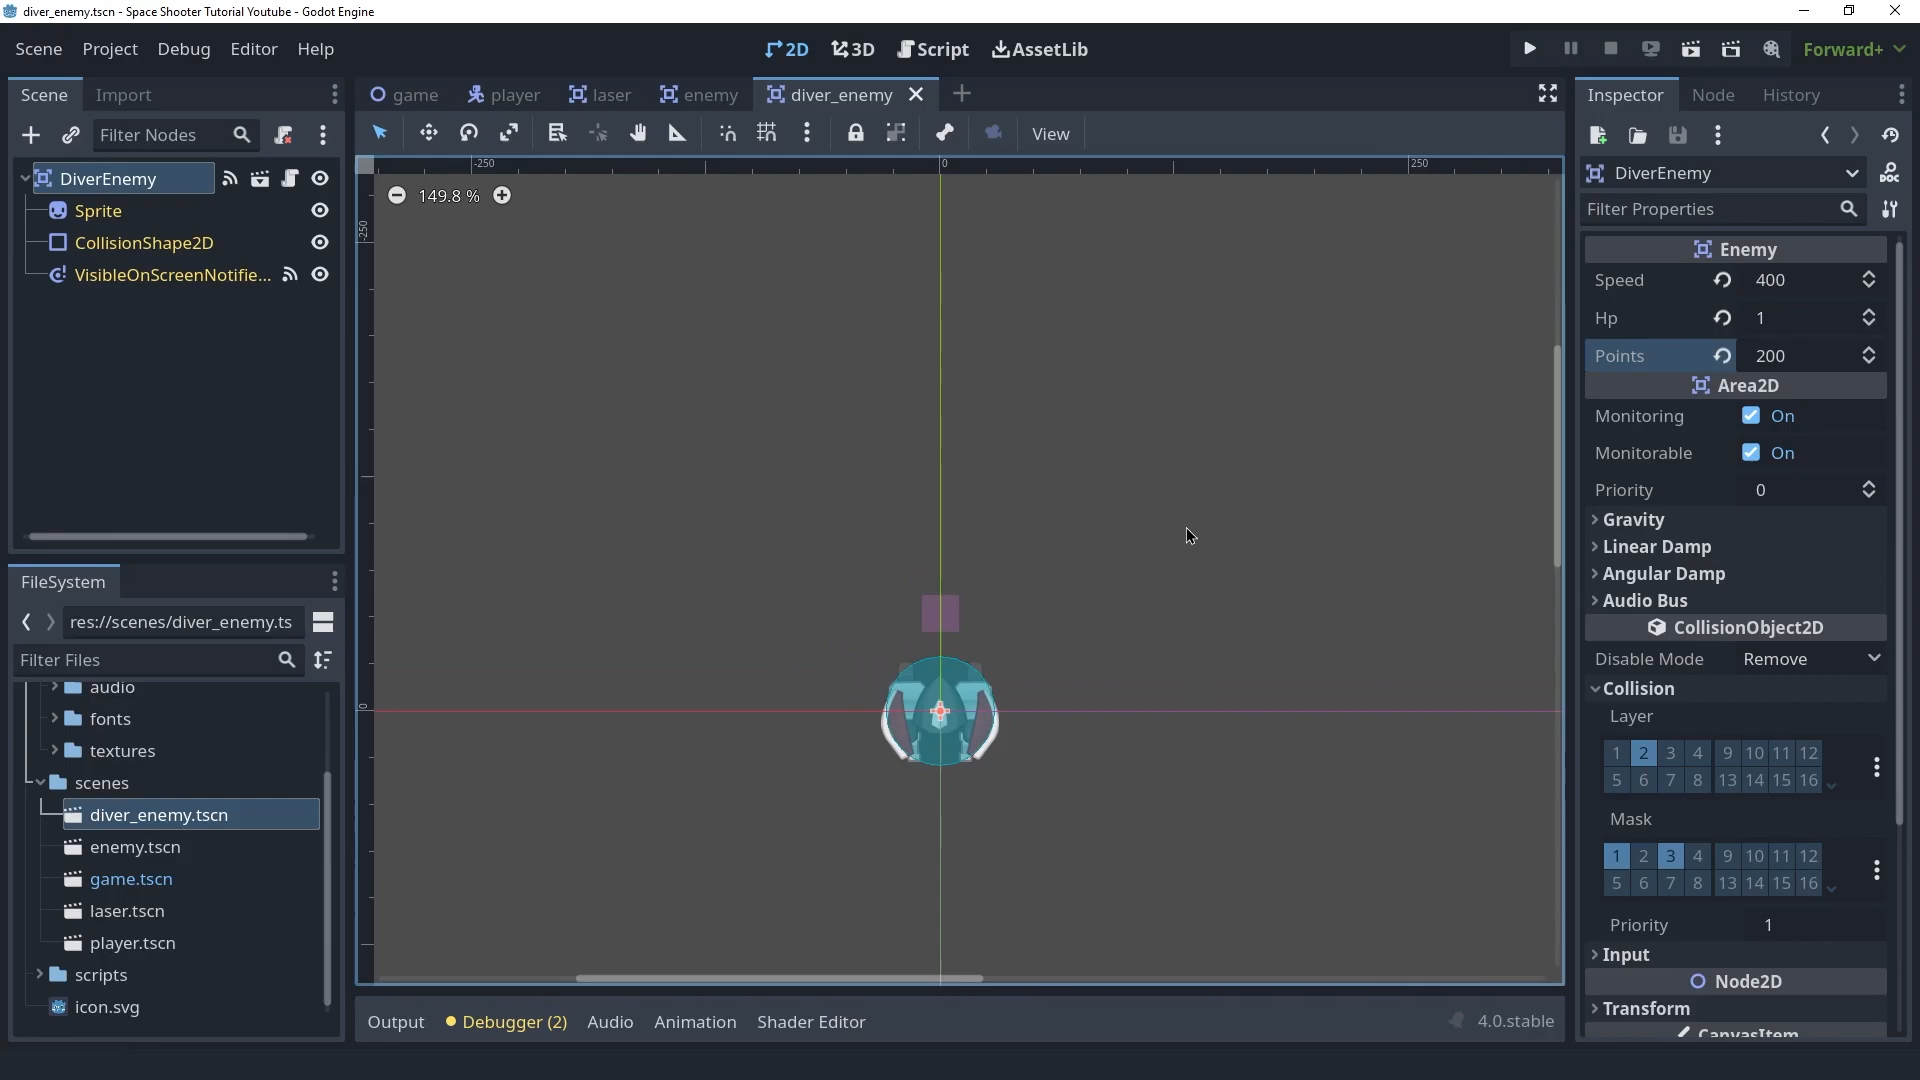 diver_enemy.tscn - Space Shooter Tutorial Youtube - Godot Engine
Scene Project Debug Editor Help
2D 3D Script AssetLib
Forward+
Scene Import
game player laser enemy diver_enemy
Inspector Node History
Filter Nodes
View
DiverEnemy
Sprite
CollisionShape2D
VisibleOnScreenNotifie...
-250 0 250
-250
0
149.8 %
DiverEnemy
DOC
Filter Properties
Enemy
Speed 400
Hp 1
Points 200
Area2D
Monitoring On
Monitorable On
Priority 0
Gravity
Linear Damp
Angular Damp
Audio Bus
CollisionObject2D
Disable Mode Remove
Collision
Layer
1 2 3 4 9 10 11 12
5 6 7 8 13 14 15 16
Mask
1 2 3 4 9 10 11 12
5 6 7 8 13 14 15 16
Priority 1
Input
Node2D
Transform
CanvasItem
FileSystem
res://scenes/diver_enemy.ts
Filter Files
audio
fonts
textures
scenes
diver_enemy.tscn
enemy.tscn
game.tscn
laser.tscn
player.tscn
scripts
icon.svg
Output Debugger (2) Audio Animation Shader Editor
4.0.stable